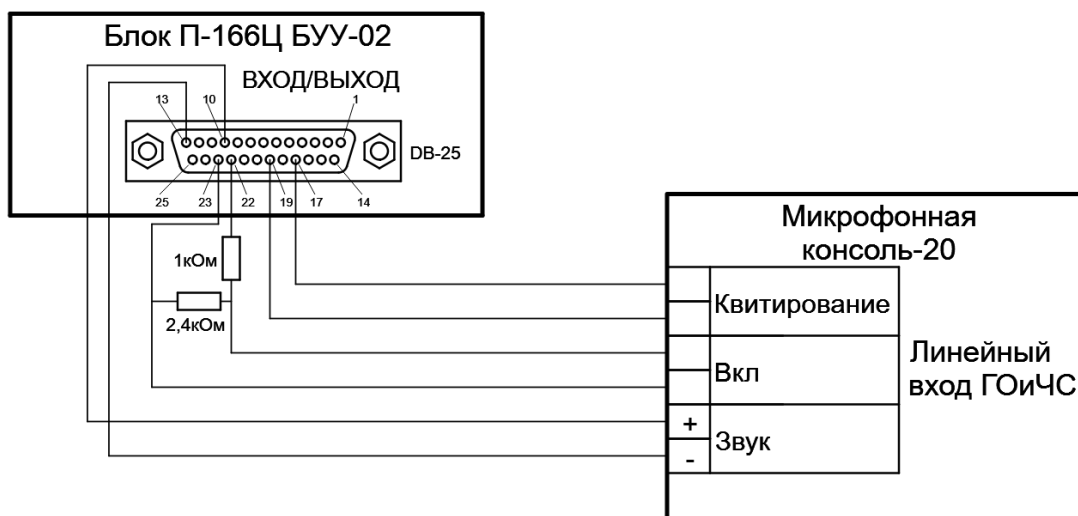 Блок П-166Ц БУУ-02
ВХОД/ВЫХОД
13
10
1
DB-25
25
23
22
19
17
14
1кОм
2,4кОм
Микрофонная
консоль-20
Квитирование
Вкл
+
Звук
-
Линейный
вход ГОиЧС